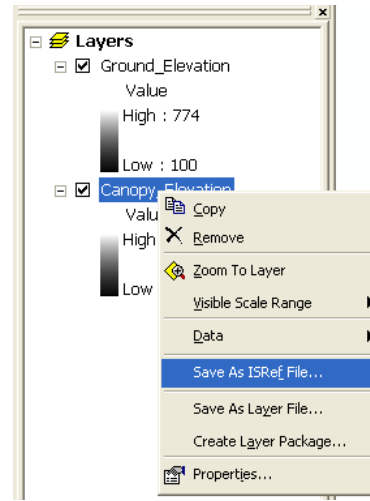 Layers
Ground_Elevation
Value
High : 774
Low : 100
Canopy_Elevation
Valu
High
Low
Copy
Remove
Zoom To Layer
Visible Scale Range
Data
Save As ISRef File...
Save As Layer File...
Create Layer Package...
Properties...